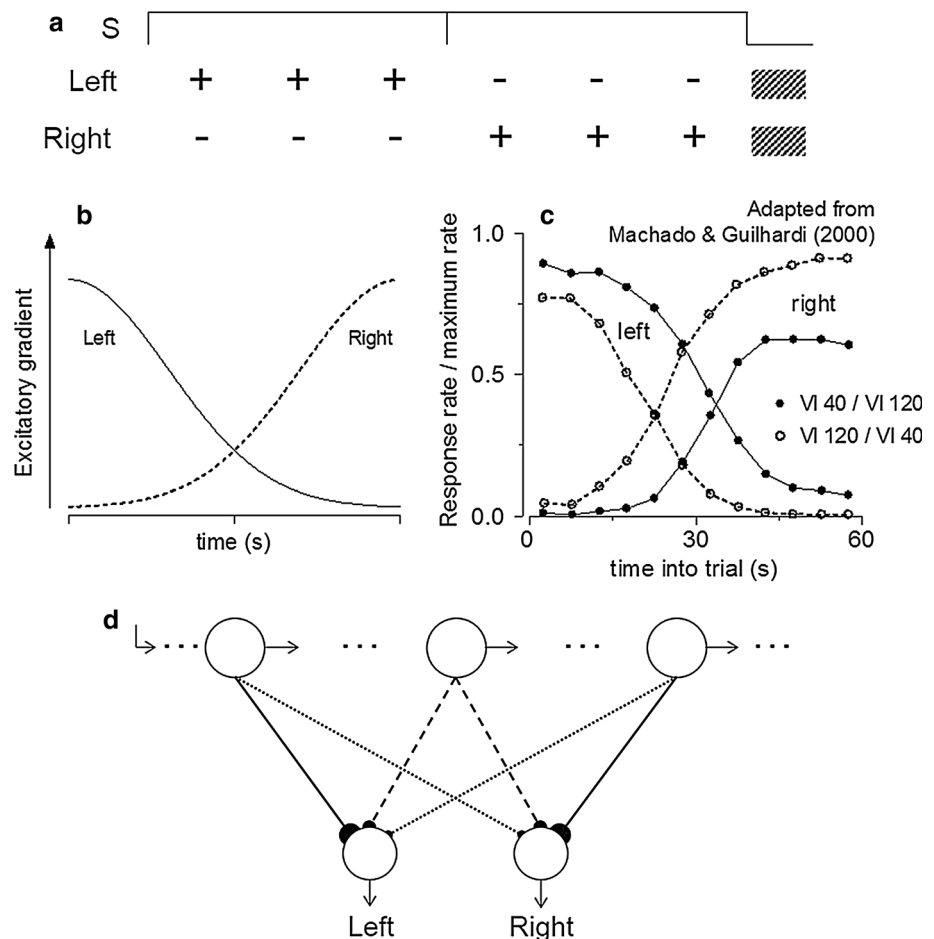 a
S
Left + + + - - -
Right - - - + + +
b
Excitatory gradient
Left
Right
time (s)
c
Adapted from
Machado & Guilhardi (2000)
Response rate / maximum rate
1.0
0.5
0.0
left
right
VI 40 / VI 120
VI 120 / VI 40
0 30 60
time into trial (s)
d
... ... ... ...
Left Right